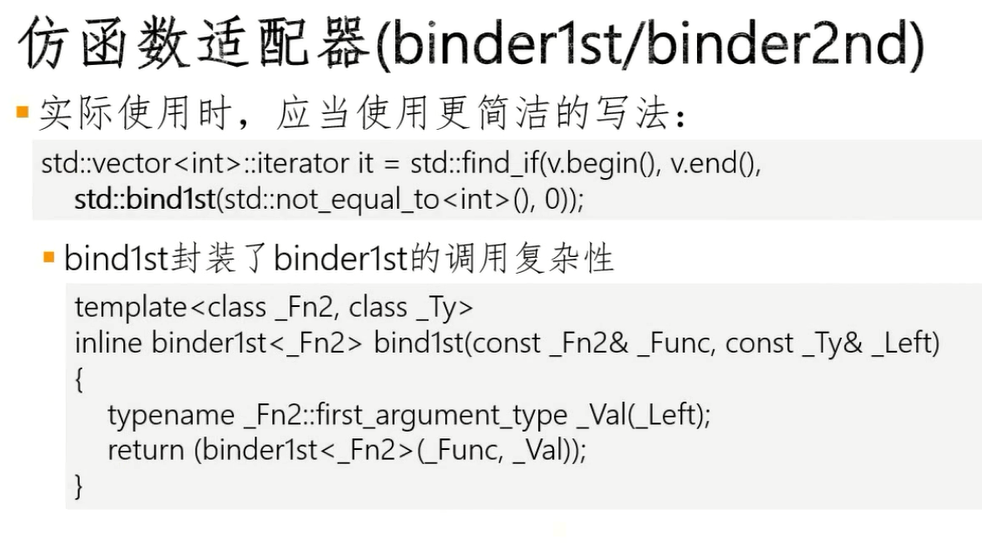 仿函数适配器(binder1st/binder2nd)
实际使用时，应当使用更简洁的写法：
std::vector<int>::iterator it = std::find_if(v.begin(), v.end(),
std::bind1st(std::not_equal_to<int>(), 0));
bind1st封装了binder1st的调用复杂性
template<class _Fn2, class _Ty>
inline binder1st<_Fn2> bind1st(const _Fn2& _Func, const _Ty& _Left)
{
typename _Fn2::first_argument_type _Val(_Left);
return (binder1st<_Fn2>(_Func, _Val));
}